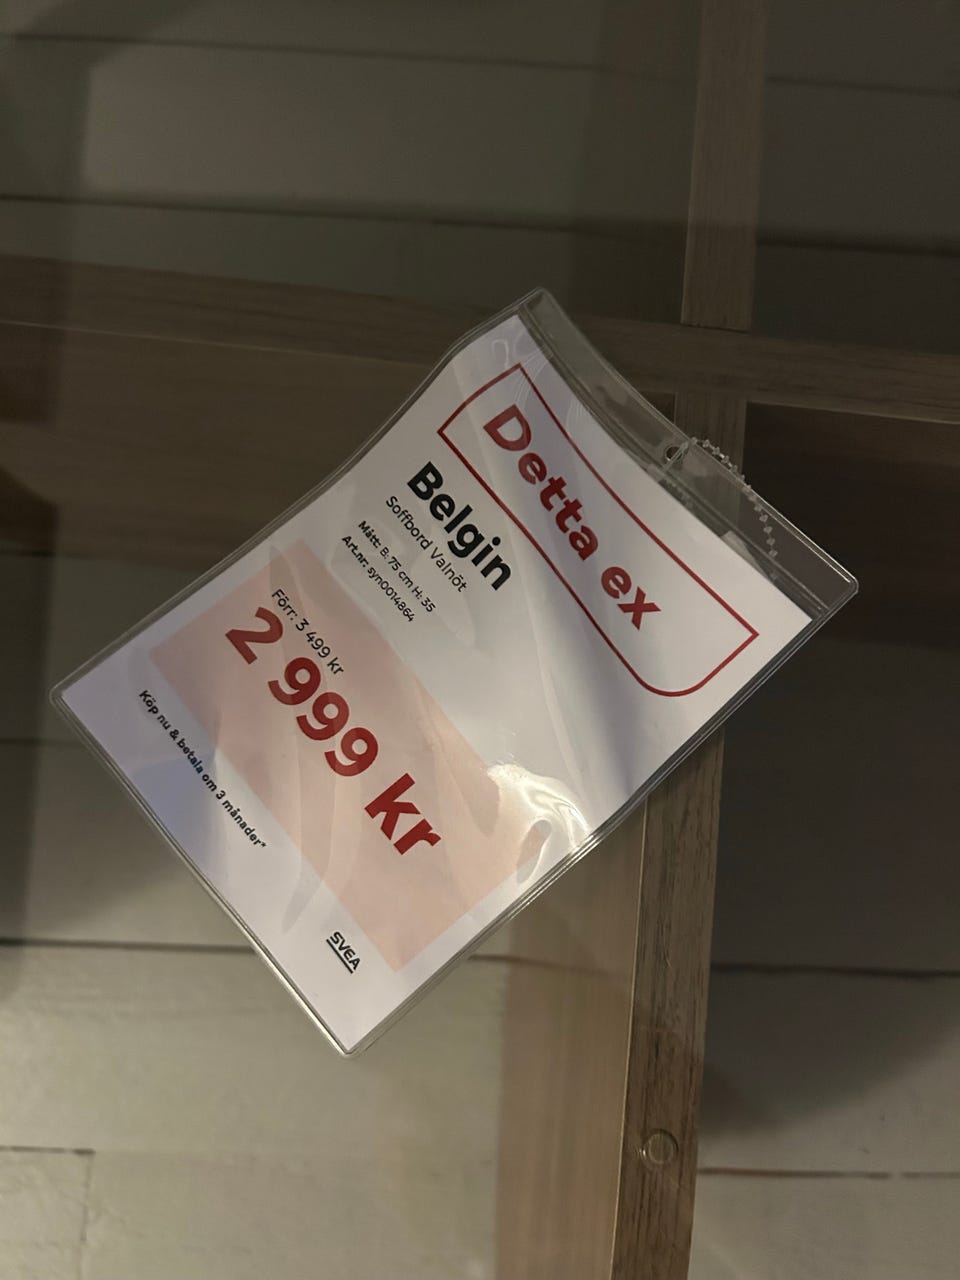 Detta ex
Belgin
Soffbord Valnöt
Mått: B: 75 cm H: 35
Art.nr: syn0014864
Förr: 3 499 kr
2 999 kr
Köp nu & betala om 3 månader*
SVEA